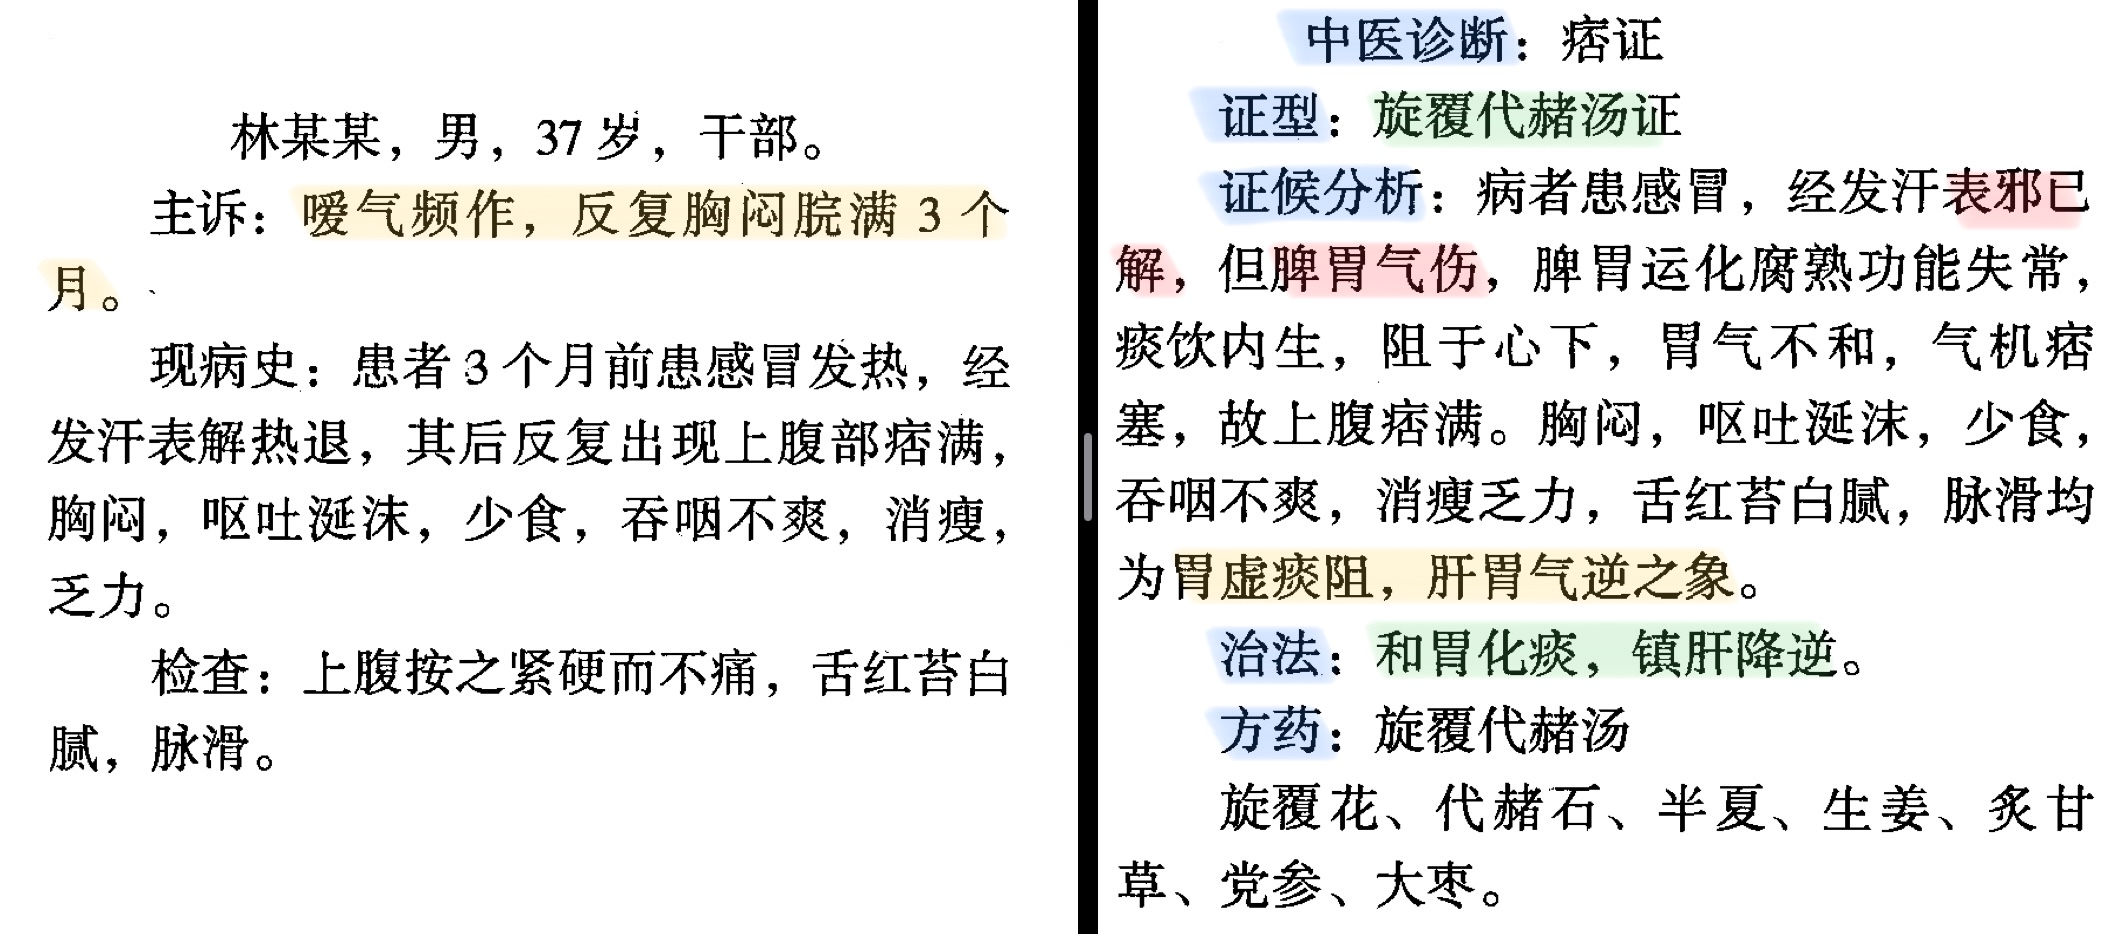 林某某，男，37岁，干部。
主诉：嗳气频作，反复胸闷脘满3个
月。
现病史：患者3个月前患感冒发热，经
发汗表解热退，其后反复出现上腹部痞满，
胸闷，呕吐涎沫，少食，吞咽不爽，消瘦，
乏力。
检查：上腹按之紧硬而不痛，舌红苔白
腻，脉滑。
中医诊断：痞证
证型：旋覆代赭汤证
证候分析：病者患感冒，经发汗表邪已
解，但脾胃气伤，脾胃运化腐熟功能失常，
痰饮内生，阻于心下，胃气不和，气机痞
塞，故上腹痞满。胸闷，呕吐涎沫，少食，
吞咽不爽，消瘦乏力，舌红苔白腻，脉滑均
为胃虚痰阻，肝胃气逆之象。
治法：和胃化痰，镇肝降逆。
方药：旋覆代赭汤
旋覆花、代赭石、半夏、生姜、炙甘
草、党参、大枣。